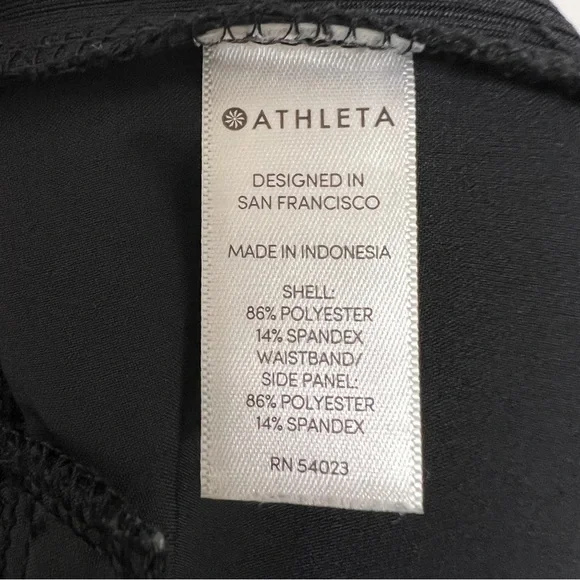 ATHLETA
DESIGNED IN
SAN FRANCISCO
MADE IN INDONESIA
SHELL:
86% POLYESTER
14% SPANDEX
WAISTBAND/
SIDE PANEL:
86% POLYESTER
14% SPANDEX
RN 54023